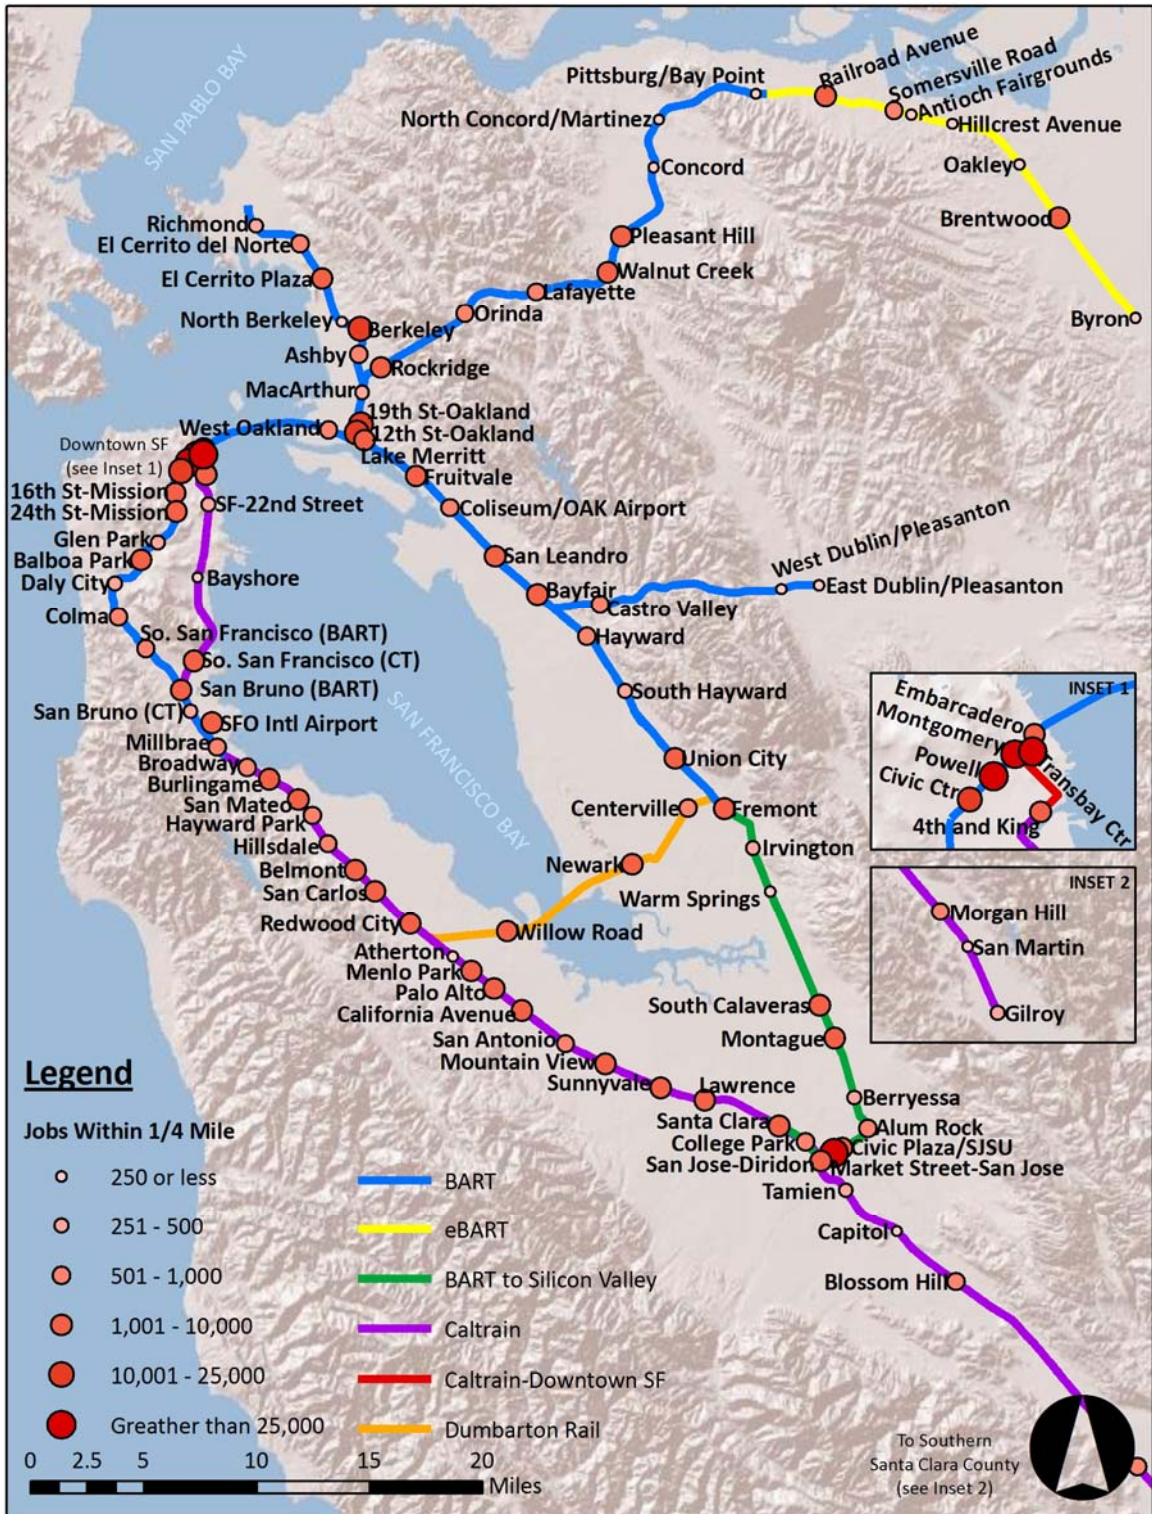 SAN PABLO BAY
Pittsburg/Bay Point
Railroad Avenue
Somersville Road
Antioch Fairgrounds
Hillcrest Avenue
North Concord/Martinez
Concord
Oakley
Brentwood
Byron
Richmond
El Cerrito del Norte
El Cerrito Plaza
Pleasant Hill
Walnut Creek
Lafayette
Orinda
North Berkeley
Berkeley
Ashby
Rockridge
MacArthur
19th St-Oakland
West Oakland
12th St-Oakland
Lake Merritt
Downtown SF
(see Inset 1)
Fruitvale
16th St-Mission
24th St-Mission
SF-22nd Street
Coliseum/OAK Airport
Glen Park
Balboa Park
San Leandro
West Dublin/Pleasanton
East Dublin/Pleasanton
Daly City
Bayshore
Bayfair
Castro Valley
Colma
So. San Francisco (BART)
Hayward
So. San Francisco (CT)
San Bruno (BART)
South Hayward
San Bruno (CT)
SFO Intl Airport
SAN FRANCISCO BAY
Millbrae
Broadway
Burlingame
Union City
San Mateo
Hayward Park
Centerville
Fremont
Hillsdale
Irvington
Belmont
Newark
San Carlos
Warm Springs
Redwood City
Willow Road
Atherton
Menlo Park
Palo Alto
California Avenue
South Calaveras
San Antonio
Montague
Mountain View
Sunnyvale
Lawrence
Berryessa
Santa Clara
Alum Rock
College Park
Civic Plaza/SJSU
San Jose-Diridon
Market Street-San Jose
Tamien
Capitol
Blossom Hill
INSET 1
Embarcadero
Montgomery
Powell
Civic Ctr
Transbay Ctr
4th and King
INSET 2
Morgan Hill
San Martin
Gilroy
Legend
Jobs Within 1/4 Mile
250 or less
251 - 500
501 - 1,000
1,001 - 10,000
10,001 - 25,000
Greather than 25,000
BART
eBART
BART to Silicon Valley
Caltrain
Caltrain-Downtown SF
Dumbarton Rail
0 2.5 5 10 15 20
Miles
To Southern
Santa Clara County
(see Inset 2)